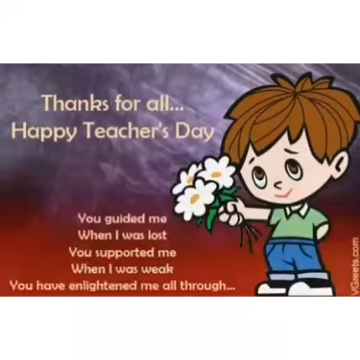 Thanks for all...
Happy Teacher's Day
You guided me
When I was lost
You supported me
When I was weak
You have enlightened me all through...
VGreets.com